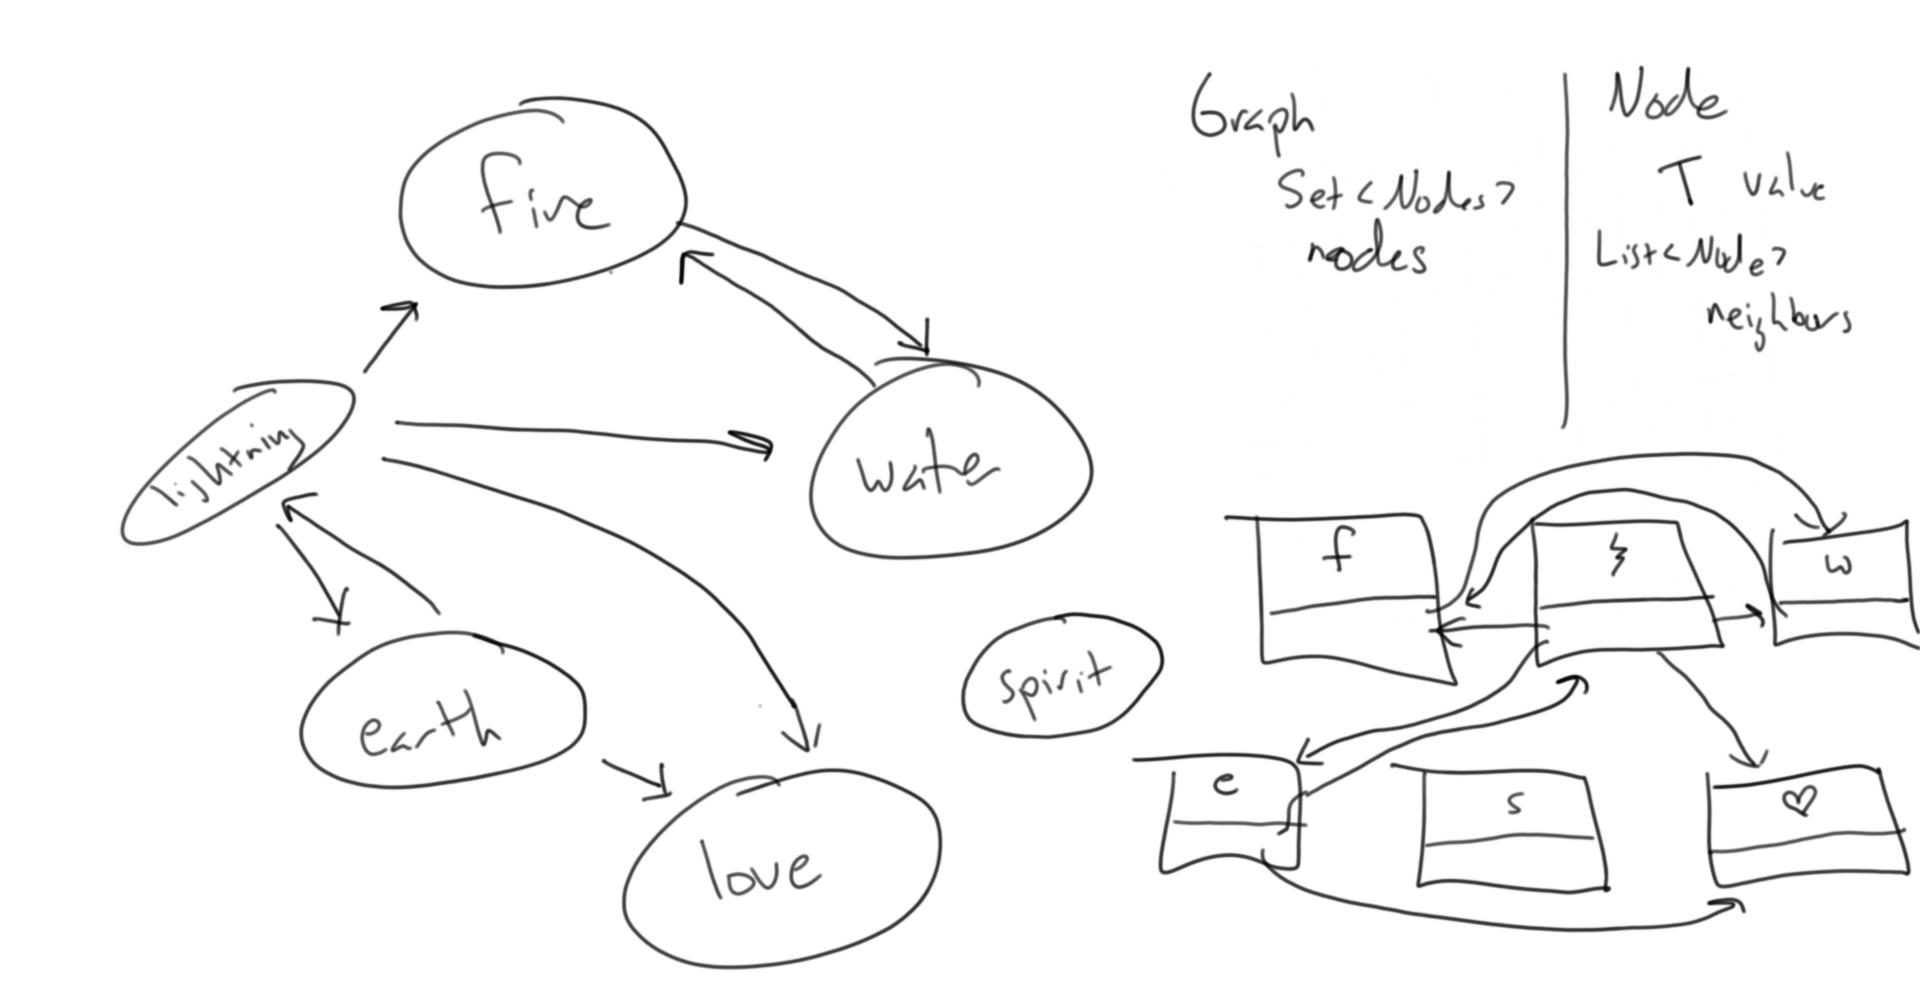 fire
lightning
water
earth
spirit
love
Graph
Set<Nodes>
nodes
Node
T value
List<Node>
neighbors
f
w
e
s